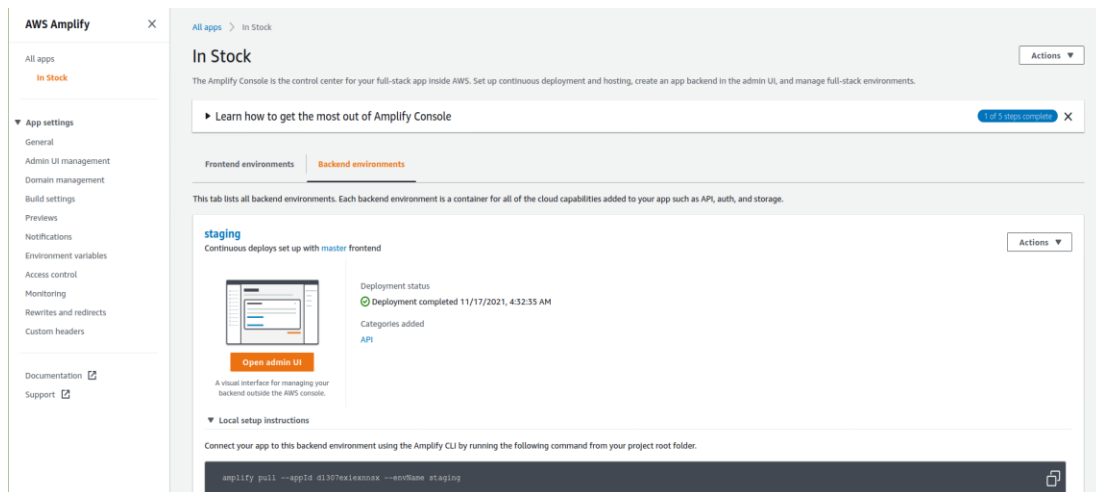 AWS Amplify
All apps
In Stock
App settings
General
Admin UI management
Domain management
Build settings
Previews
Notifications
Environment variables
Access control
Monitoring
Rewrites and redirects
Custom headers
Documentation
Support
All apps > In Stock
In Stock
Actions
The Amplify Console is the control center for your full-stack app inside AWS. Set up continuous deployment and hosting, create an app backend in the admin UI, and manage full-stack environments.
Learn how to get the most out of Amplify Console
1 of 5 steps complete
Frontend environments
Backend environments
This tab lists all backend environments. Each backend environment is a container for all of the cloud capabilities added to your app such as API, auth, and storage.
staging
Continuous deploys set up with master frontend
Actions
Deployment status
Deployment completed 11/17/2021, 4:32:35 AM
Categories added
API
Open admin UI
A visual interface for managing your
backend outside the AWS console.
Local setup instructions
Connect your app to this backend environment using the Amplify CLI by running the following command from your project root folder.
amplify pull --appId d1307exiexnnsx --envName staging